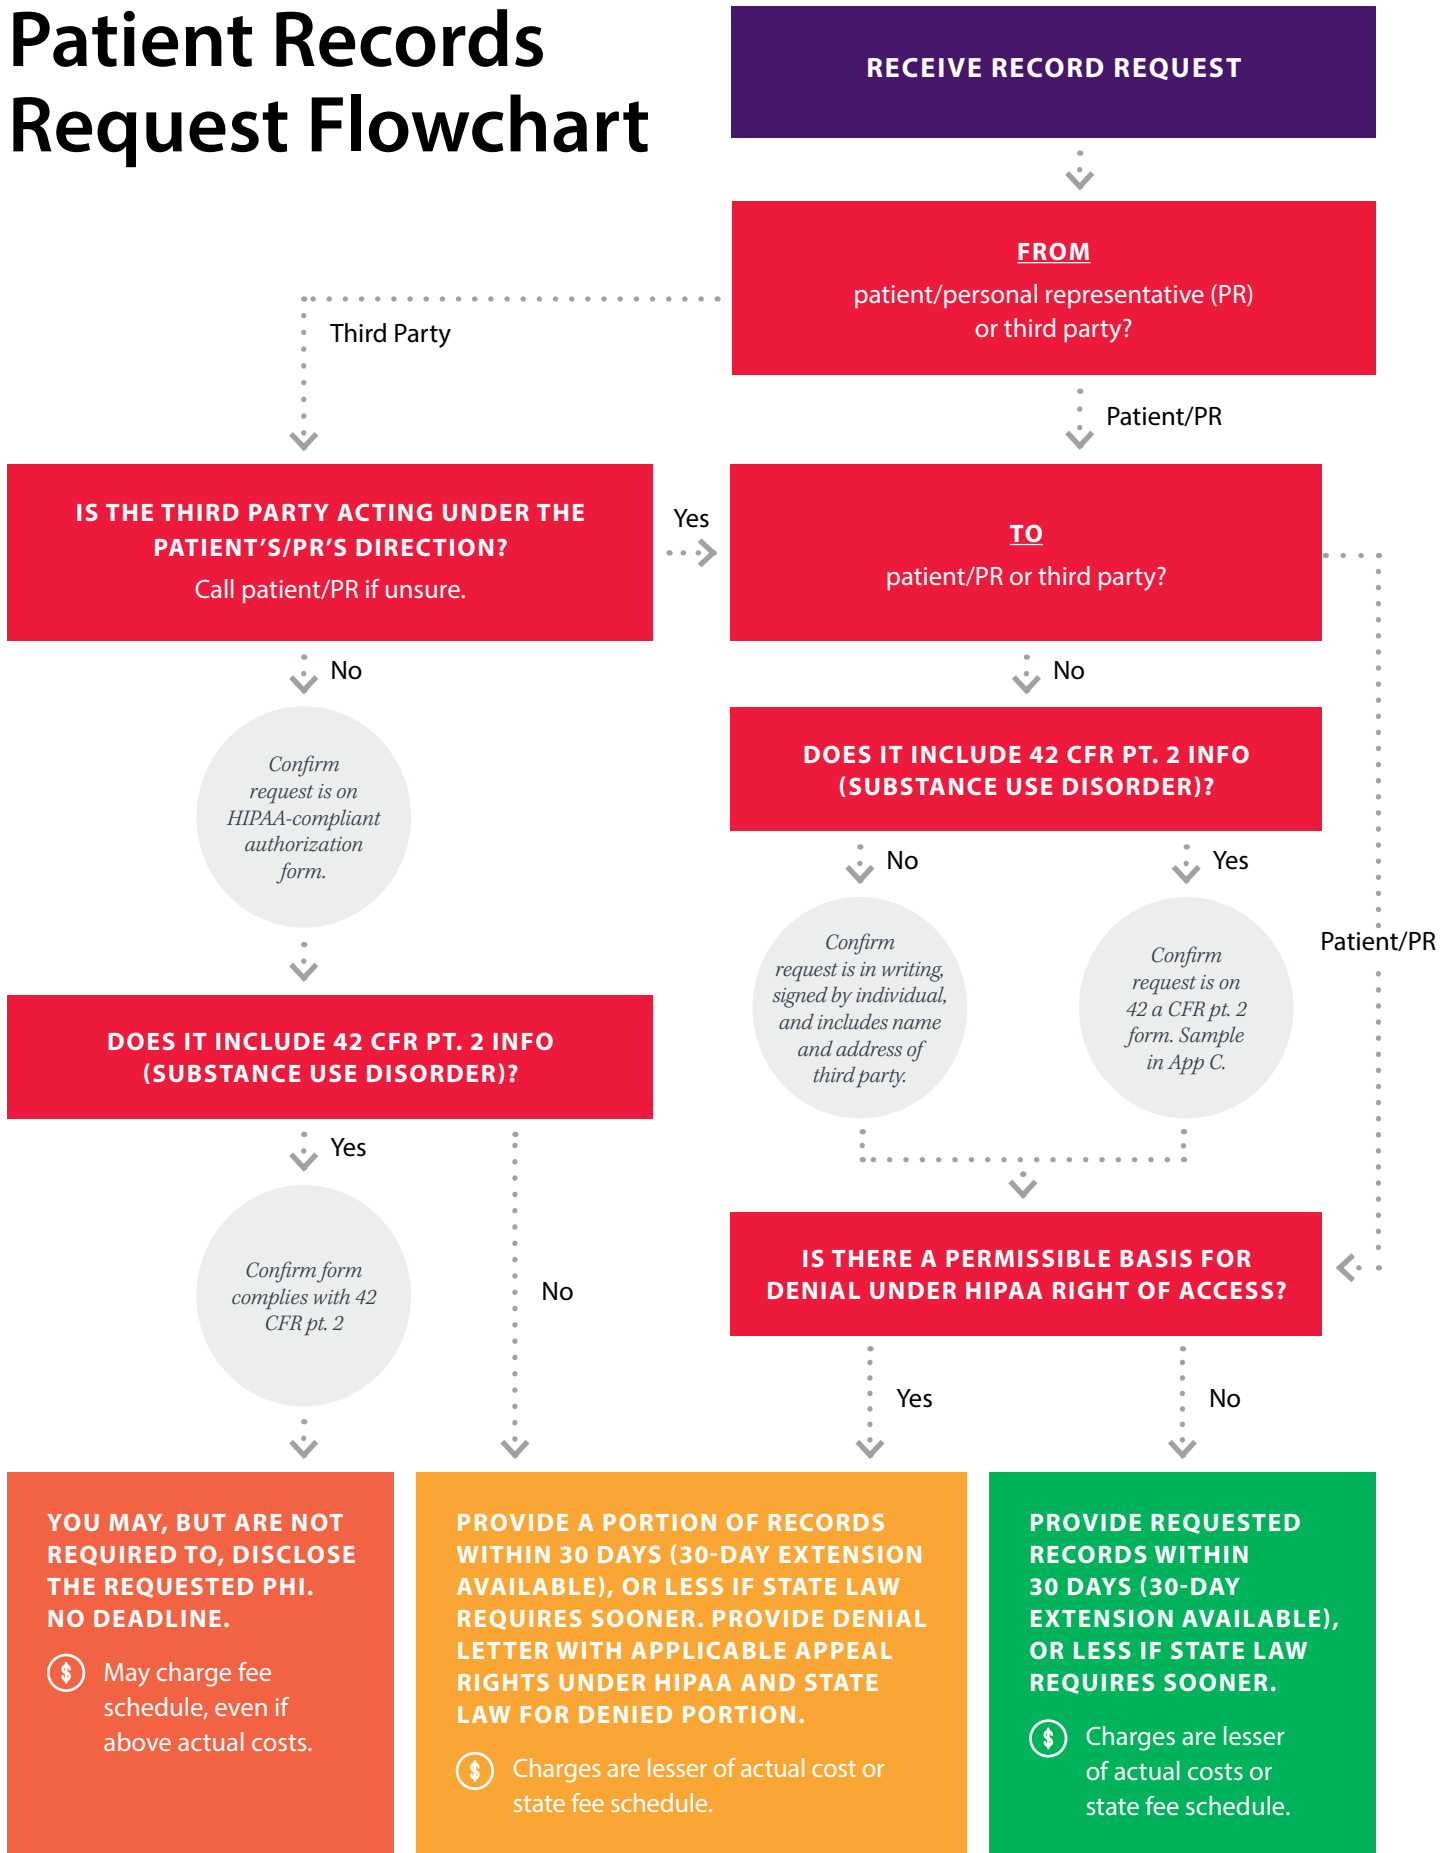 Patient Records
Request Flowchart
RECEIVE RECORD REQUEST
FROM
patient/personal representative (PR)
or third party?
Third Party
Patient/PR
IS THE THIRD PARTY ACTING UNDER THE
PATIENT'S/PR'S DIRECTION?
Call patient/PR if unsure.
Yes
TO
patient/PR or third party?
No
No
Confirm
request is on
HIPAA-compliant
authorization
form.
DOES IT INCLUDE 42 CFR PT. 2 INFO
(SUBSTANCE USE DISORDER)?
No
Yes
Confirm
request is in writing,
signed by individual,
and includes name
and address of
third party.
Confirm
request is on
42 a CFR pt. 2
form. Sample
in App C.
Patient/PR
DOES IT INCLUDE 42 CFR PT. 2 INFO
(SUBSTANCE USE DISORDER)?
Yes
No
Confirm form
complies with 42
CFR pt. 2
IS THERE A PERMISSIBLE BASIS FOR
DENIAL UNDER HIPAA RIGHT OF ACCESS?
Yes
No
YOU MAY, BUT ARE NOT
REQUIRED TO, DISCLOSE
THE REQUESTED PHI.
NO DEADLINE.
$
May charge fee
schedule, even if
above actual costs.
PROVIDE A PORTION OF RECORDS
WITHIN 30 DAYS (30-DAY EXTENSION
AVAILABLE), OR LESS IF STATE LAW
REQUIRES SOONER. PROVIDE DENIAL
LETTER WITH APPLICABLE APPEAL
RIGHTS UNDER HIPAA AND STATE
LAW FOR DENIED PORTION.
$
Charges are lesser of actual cost or
state fee schedule.
PROVIDE REQUESTED
RECORDS WITHIN
30 DAYS (30-DAY
EXTENSION AVAILABLE),
OR LESS IF STATE LAW
REQUIRES SOONER.
$
Charges are lesser
of actual costs or
state fee schedule.